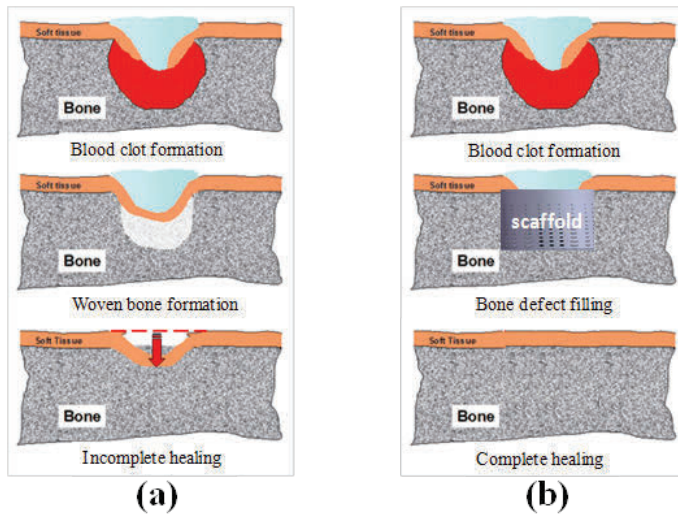 Soft tissue
Bone
Blood clot formation
Soft tissue
Bone
Woven bone formation
Soft Tissue
Bone
Incomplete healing
(a)
Soft tissue
Bone
Blood clot formation
Soft tissue
scaffold
Bone
Bone defect filling
Soft Tissue
Bone
Complete healing
(b)